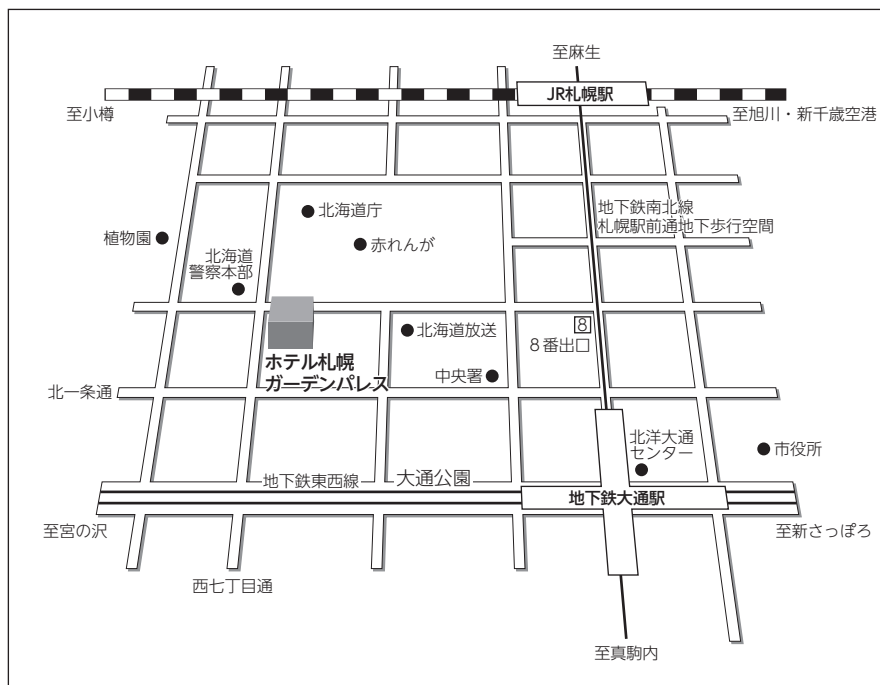 至麻生
JR札幌駅
至小樽
至旭川・新千歳空港
北海道庁
地下鉄南北線
札幌駅前通地下歩行空間
植物園
赤れんが
北海道
警察本部
8
北海道放送
8番出口
ホテル札幌
ガーデンパレス
中央署
北一条通
北洋大通
センター
市役所
地下鉄東西線
大通公園
地下鉄大通駅
至宮の沢
至新さっぽろ
西七丁目通
至真駒内